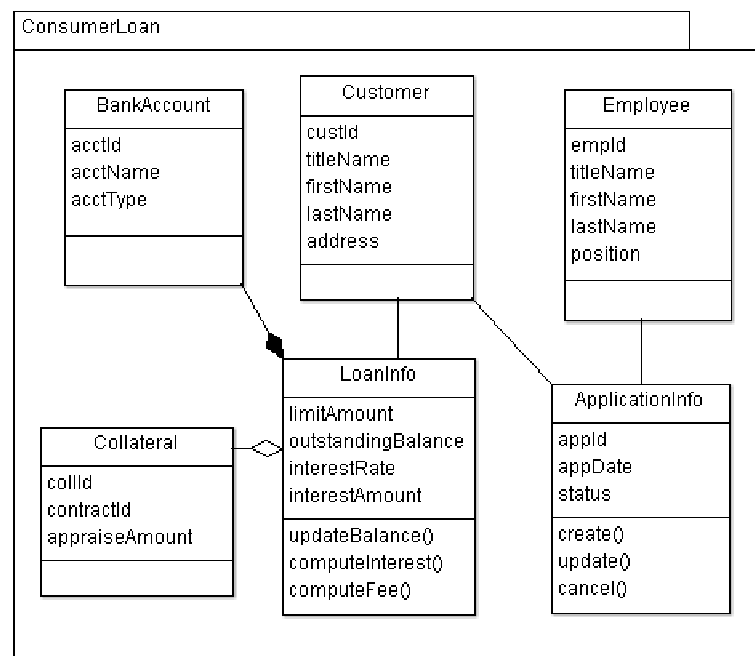 ConsumerLoan
BankAccount
acctId
acctName
acctType
Customer
custId
titleName
firstName
lastName
address
Employee
empId
titleName
firstName
lastName
position
LoanInfo
limitAmount
outstandingBalance
interestRate
interestAmount
updateBalance()
computeInterest()
computeFee()
Collateral
collId
contractId
appraiseAmount
ApplicationInfo
appId
appDate
status
create()
update()
cancel()